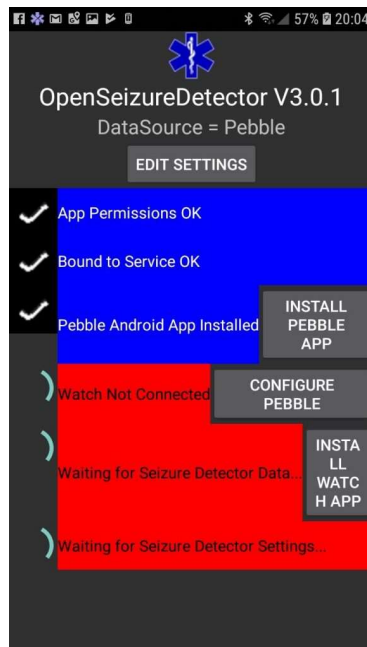 57% 20:04
OpenSeizureDetector V3.0.1
DataSource = Pebble
EDIT SETTINGS
App Permissions OK
Bound to Service OK
Pebble Android App Installed
INSTALL
PEBBLE
APP
Watch Not Connected
CONFIGURE
PEBBLE
Waiting for Seizure Detector Data...
INSTA
LL
WATC
H APP
Waiting for Seizure Detector Settings...